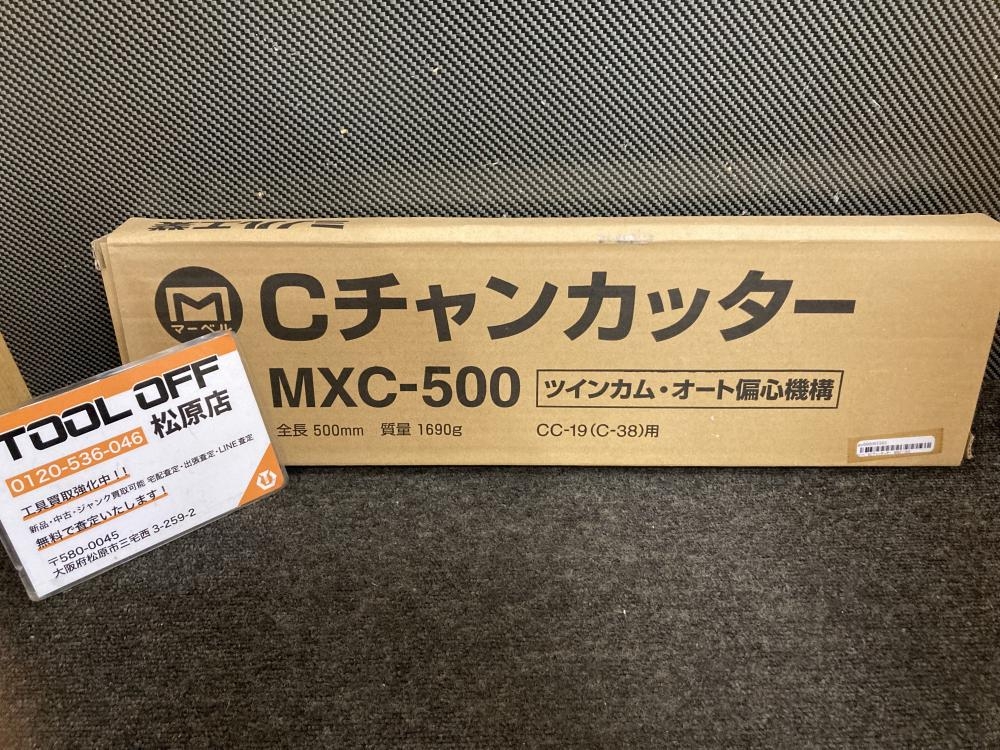 ミノル工業
M
マーベル
Cチャンカッター
MXC-500
ツインカム・オート偏心機構
全長 500mm 質量 1690g
CC-19(C-38)用
TOOL OFF
松原店
0120-536-046
工具買取強化中!!
新品・中古・ジャンク買取可能 宅配査定・出張査定・LINE査定
無料で査定いたします!
〒580-0045
大阪府松原市三宅西 3-259-2